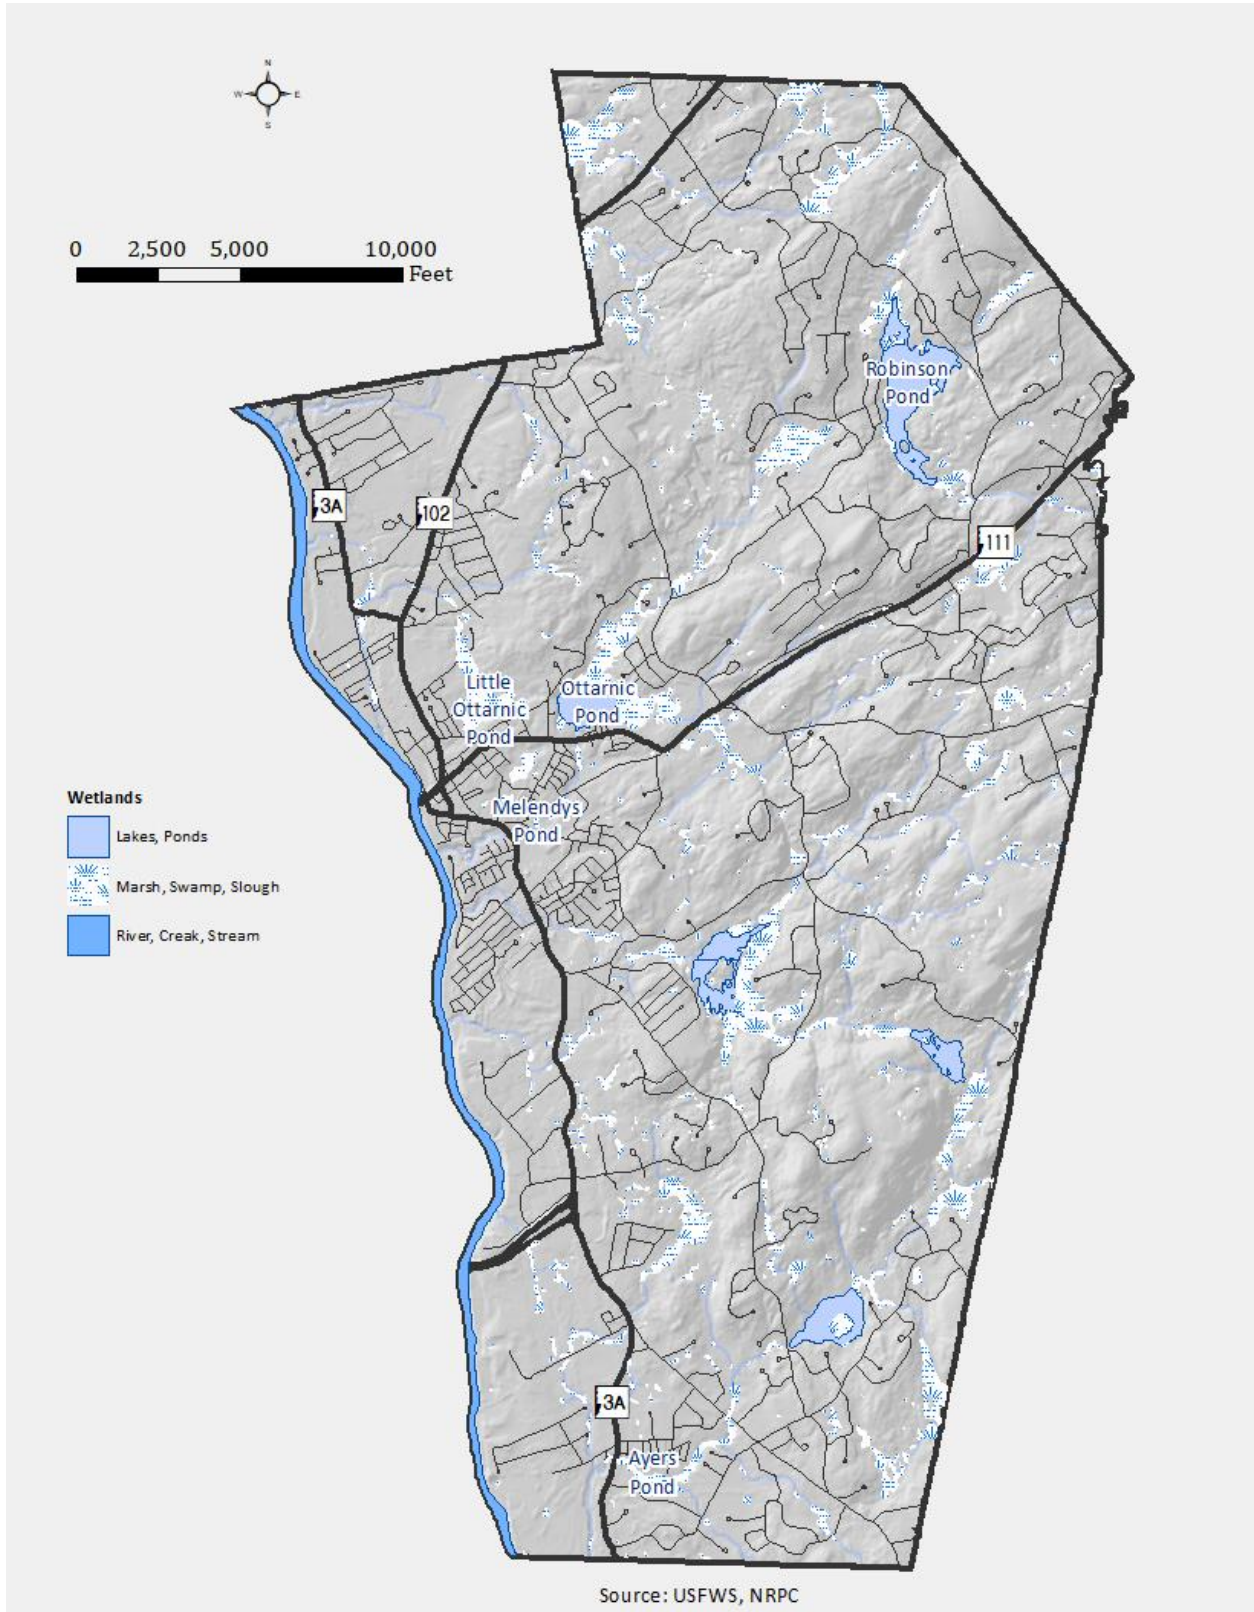 N
W E
S
0 2,500 5,000 10,000
Feet
Robinson
Pond
3A
102
111
Little
Ottarnic
Pond
Ottarnic
Pond
Melendys
Pond
Wetlands
Lakes, Ponds
Marsh, Swamp, Slough
River, Creak, Stream
3A
Ayers
Pond
Source: USFWS, NRPC